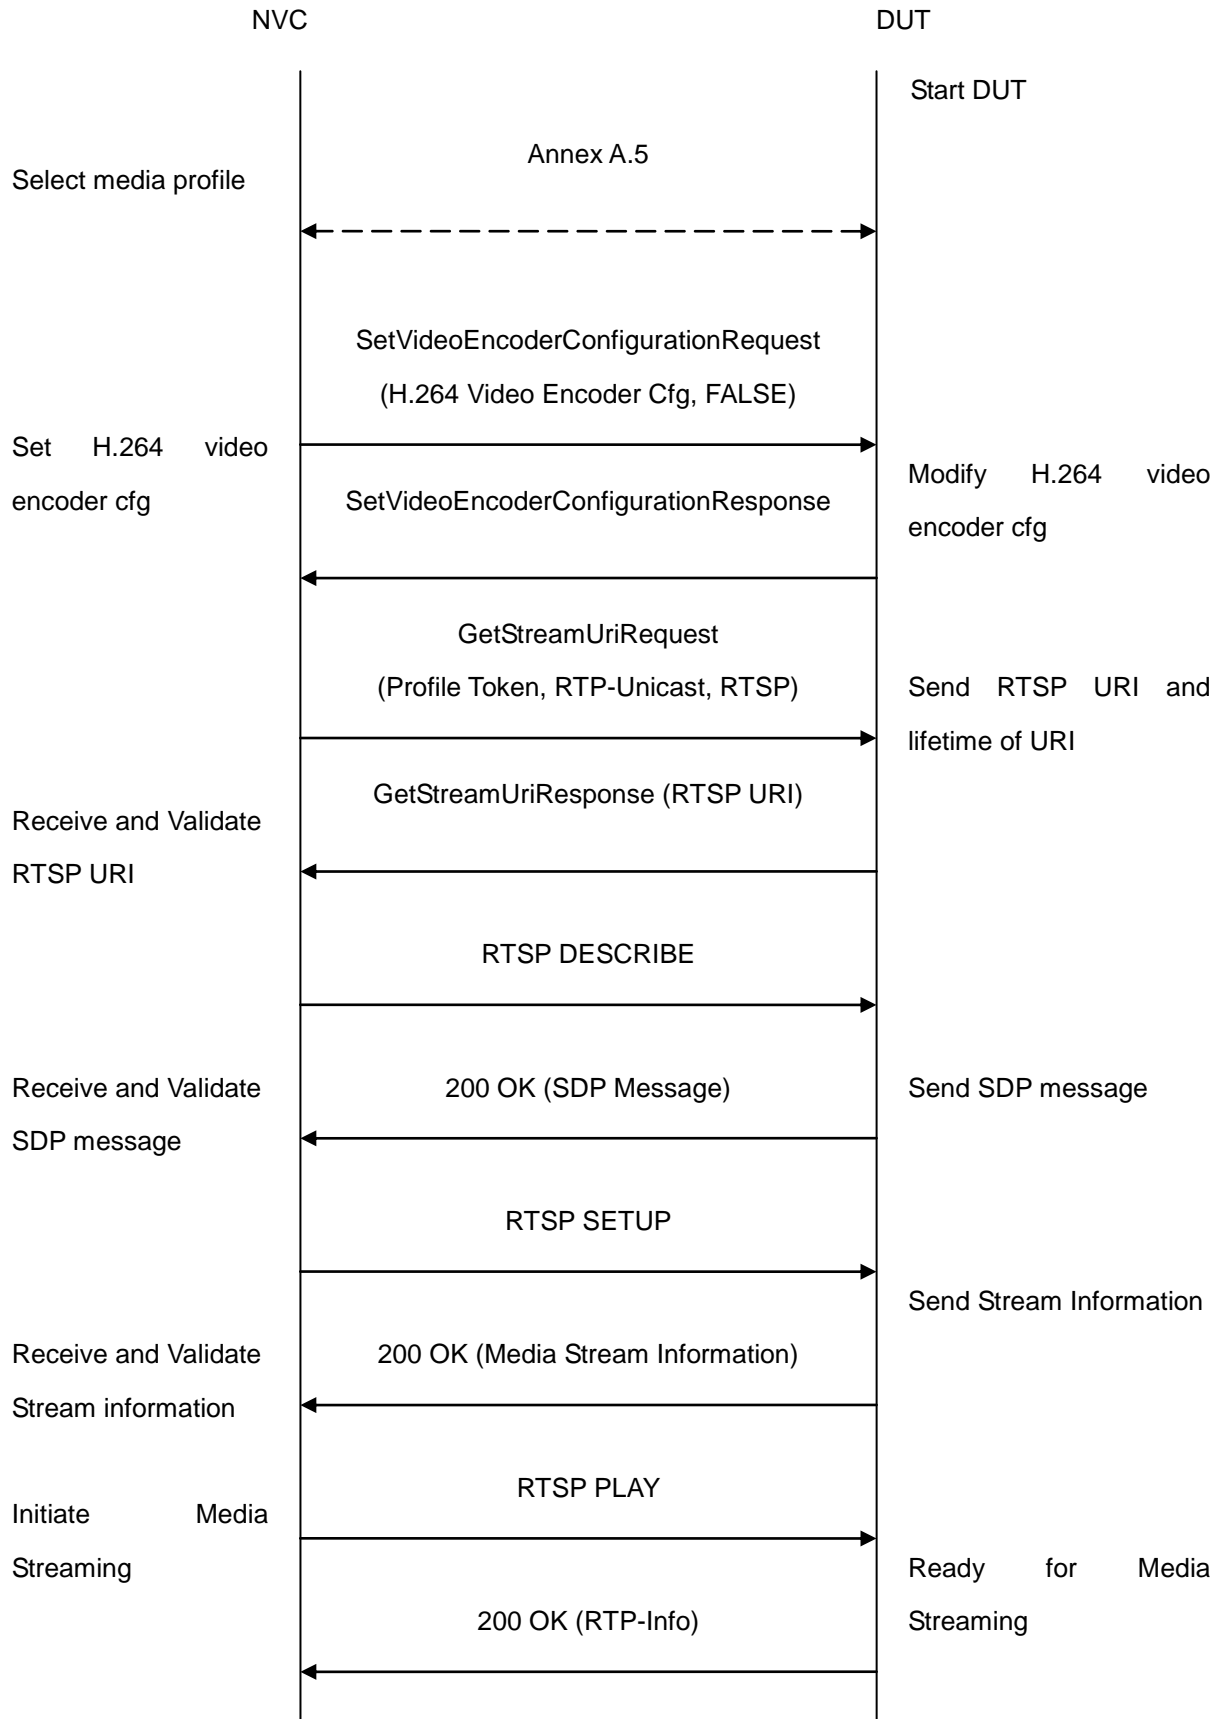 NVC
DUT
Start DUT
Annex A.5
Select media profile
SetVideoEncoderConfigurationRequest
(H.264 Video Encoder Cfg, FALSE)
Set H.264 video
encoder cfg
Modify H.264 video
encoder cfg
SetVideoEncoderConfigurationResponse
GetStreamUriRequest
(Profile Token, RTP-Unicast, RTSP)
Send RTSP URI and
lifetime of URI
GetStreamUriResponse (RTSP URI)
Receive and Validate
RTSP URI
RTSP DESCRIBE
Receive and Validate
SDP message
200 OK (SDP Message)
Send SDP message
RTSP SETUP
Send Stream Information
Receive and Validate
Stream information
200 OK (Media Stream Information)
RTSP PLAY
Initiate Media
Streaming
Ready for Media
Streaming
200 OK (RTP-Info)